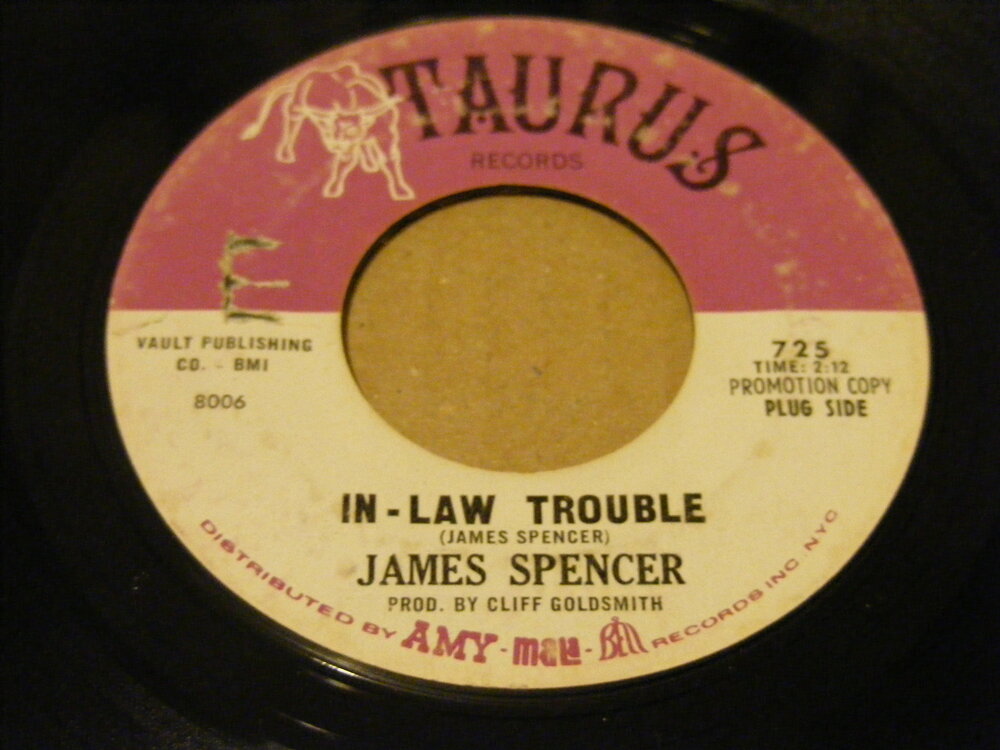 TAURUS
RECORDS
VAULT PUBLISHING
CO. - BMI
8006
725
TIME: 2:12
PROMOTION COPY
PLUG SIDE
IN-LAW TROUBLE
(JAMES SPENCER)
JAMES SPENCER
PROD. BY CLIFF GOLDSMITH
DISTRIBUTED BY AMY - mala - BELL RECORDS INC. NYC